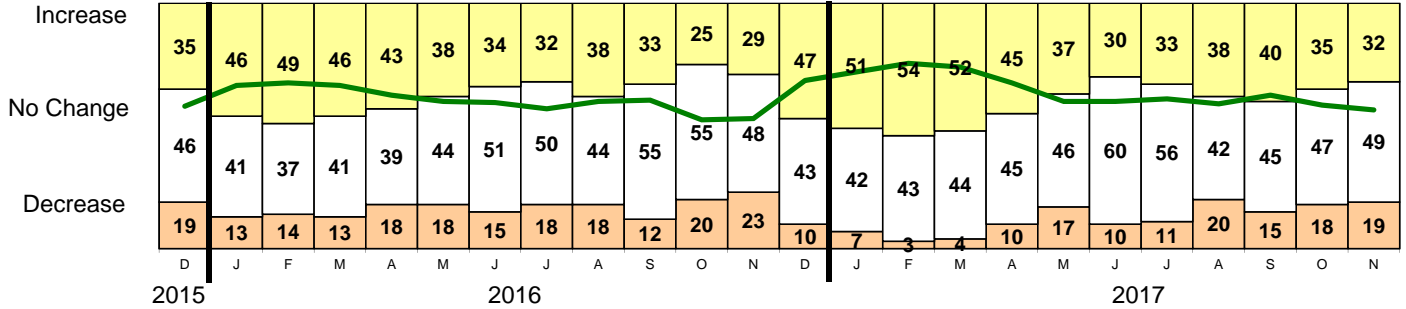 Increase
35 46 49 46 43 38 34 32 38 33 25 29 47 51 54 52 45 37 30 33 38 40 35 32
No Change
46 41 37 41 39 44 51 50 44 55 55 48 43 42 43 44 45 46 60 56 42 45 47 49
Decrease
19 13 14 13 18 18 15 18 18 12 20 23 10 7 3 4 10 17 10 11 20 15 18 19
D J F M A M J J A S O N D J F M A M J J A S O N
2015 2016 2017